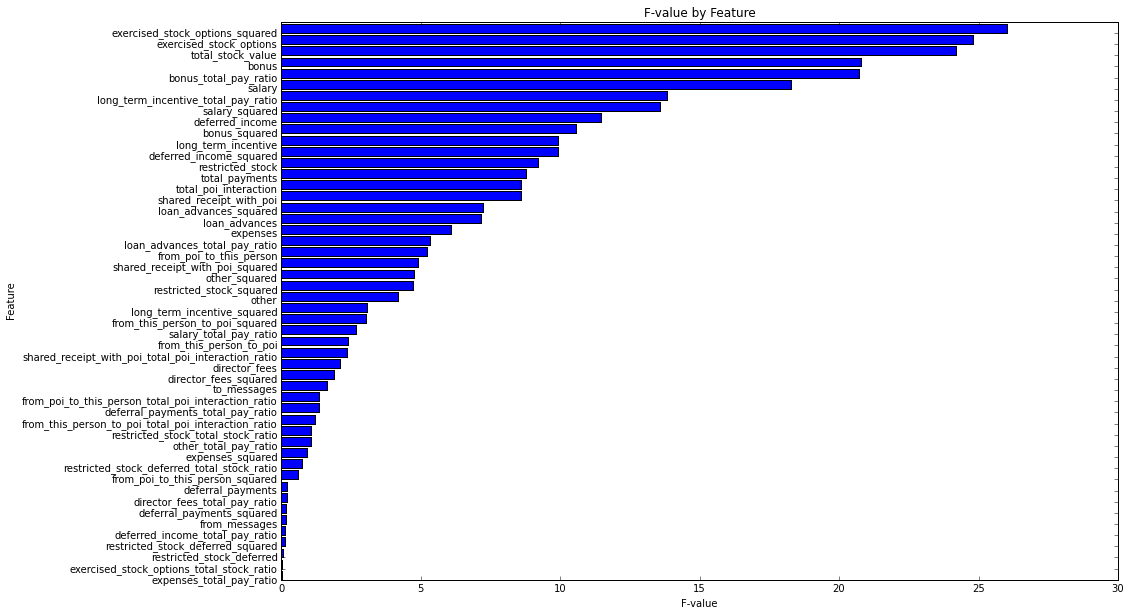 F-value by Feature
exercised_stock_options_squared
exercised_stock_options
total_stock_value
bonus
bonus_total_pay_ratio
salary
long_term_incentive_total_pay_ratio
salary_squared
deferred_income
bonus_squared
long_term_incentive
deferred_income_squared
restricted_stock
total_payments
total_poi_interaction
shared_receipt_with_poi
loan_advances_squared
loan_advances
expenses
loan_advances_total_pay_ratio
from_poi_to_this_person
shared_receipt_with_poi_squared
other_squared
restricted_stock_squared
other
long_term_incentive_squared
from_this_person_to_poi_squared
salary_total_pay_ratio
from_this_person_to_poi
shared_receipt_with_poi_total_poi_interaction_ratio
director_fees
director_fees_squared
to_messages
from_poi_to_this_person_total_poi_interaction_ratio
deferral_payments_total_pay_ratio
from_this_person_to_poi_total_poi_interaction_ratio
restricted_stock_total_stock_ratio
other_total_pay_ratio
expenses_squared
restricted_stock_deferred_total_stock_ratio
from_poi_to_this_person_squared
deferral_payments
director_fees_total_pay_ratio
deferral_payments_squared
from_messages
deferred_income_total_pay_ratio
restricted_stock_deferred_squared
restricted_stock_deferred
exercised_stock_options_total_stock_ratio
expenses_total_pay_ratio
Feature
0 5 10 15 20 25 30
F-value